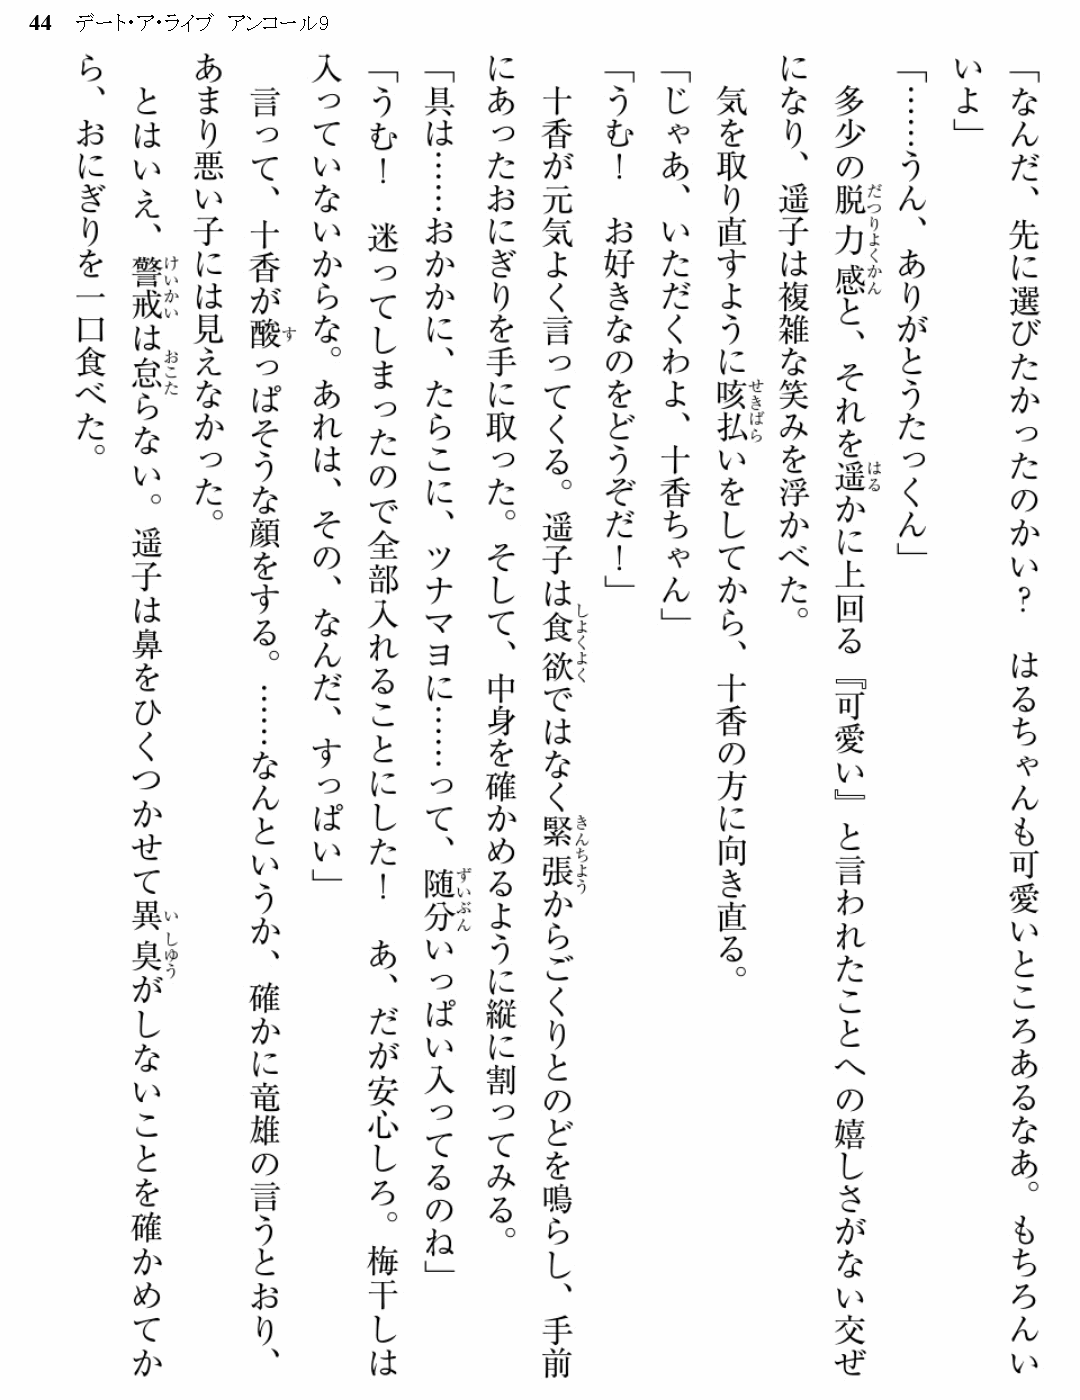 44 デート・ア・ライブ アンコール9
「なんだ、先に選びたかったのかい？　はるちゃんも可愛いところあるなあ。もちろんい
いよ」
「……うん、ありがとうたっくん」
　多少の脱力感と、それを遥かに上回る『可愛い』と言われたことへの嬉しさがない交ぜ
になり、遥子は複雑な笑みを浮かべた。
　気を取り直すように咳払いをしてから、十香の方に向き直る。
「じゃあ、いただくわよ、十香ちゃん」
「うむ！　お好きなのをどうぞだ！」
　十香が元気よく言ってくる。遥子は食欲ではなく緊張からごくりとのどを鳴らし、手前
にあったおにぎりを手に取った。そして、中身を確かめるように縦に割ってみる。
「具は……おかかに、たらこに、ツナマヨに……って、随分いっぱい入ってるのね」
「うむ！　迷ってしまったので全部入れることにした！　あ、だが安心しろ。梅干しは
入っていないからな。あれは、その、なんだ、すっぱい」
　言って、十香が酸っぱそうな顔をする。……なんというか、確かに竜雄の言うとおり、
あまり悪い子には見えなかった。
　とはいえ、警戒は怠らない。遥子は鼻をひくつかせて異臭がしないことを確かめてか
ら、おにぎりを一口食べた。